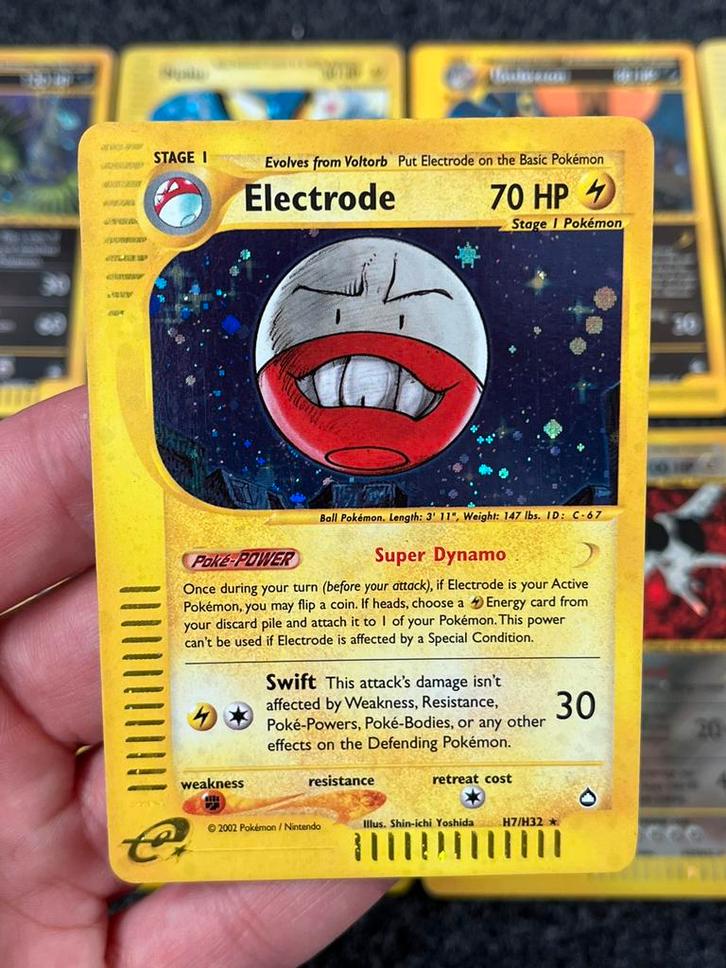 STAGE 1
Evolves from Voltorb Put Electrode on the Basic Pokémon
Electrode 70 HP
Stage 1 Pokémon
Ball Pokémon. Length: 3' 11", Weight: 147 lbs. ID: C-67
Poké-POWER Super Dynamo
Once during your turn (before your attack), if Electrode is your Active
Pokémon, you may flip a coin. If heads, choose a Energy card from
your discard pile and attach it to 1 of your Pokémon. This power
can't be used if Electrode is affected by a Special Condition.
Swift This attack's damage isn't
affected by Weakness, Resistance,
Poké-Powers, Poké-Bodies, or any other
effects on the Defending Pokémon.
30
weakness resistance retreat cost
© 2002 Pokémon / Nintendo
Illus. Shin-ichi Yoshida H7/H32 ★
e
30
60
30
20